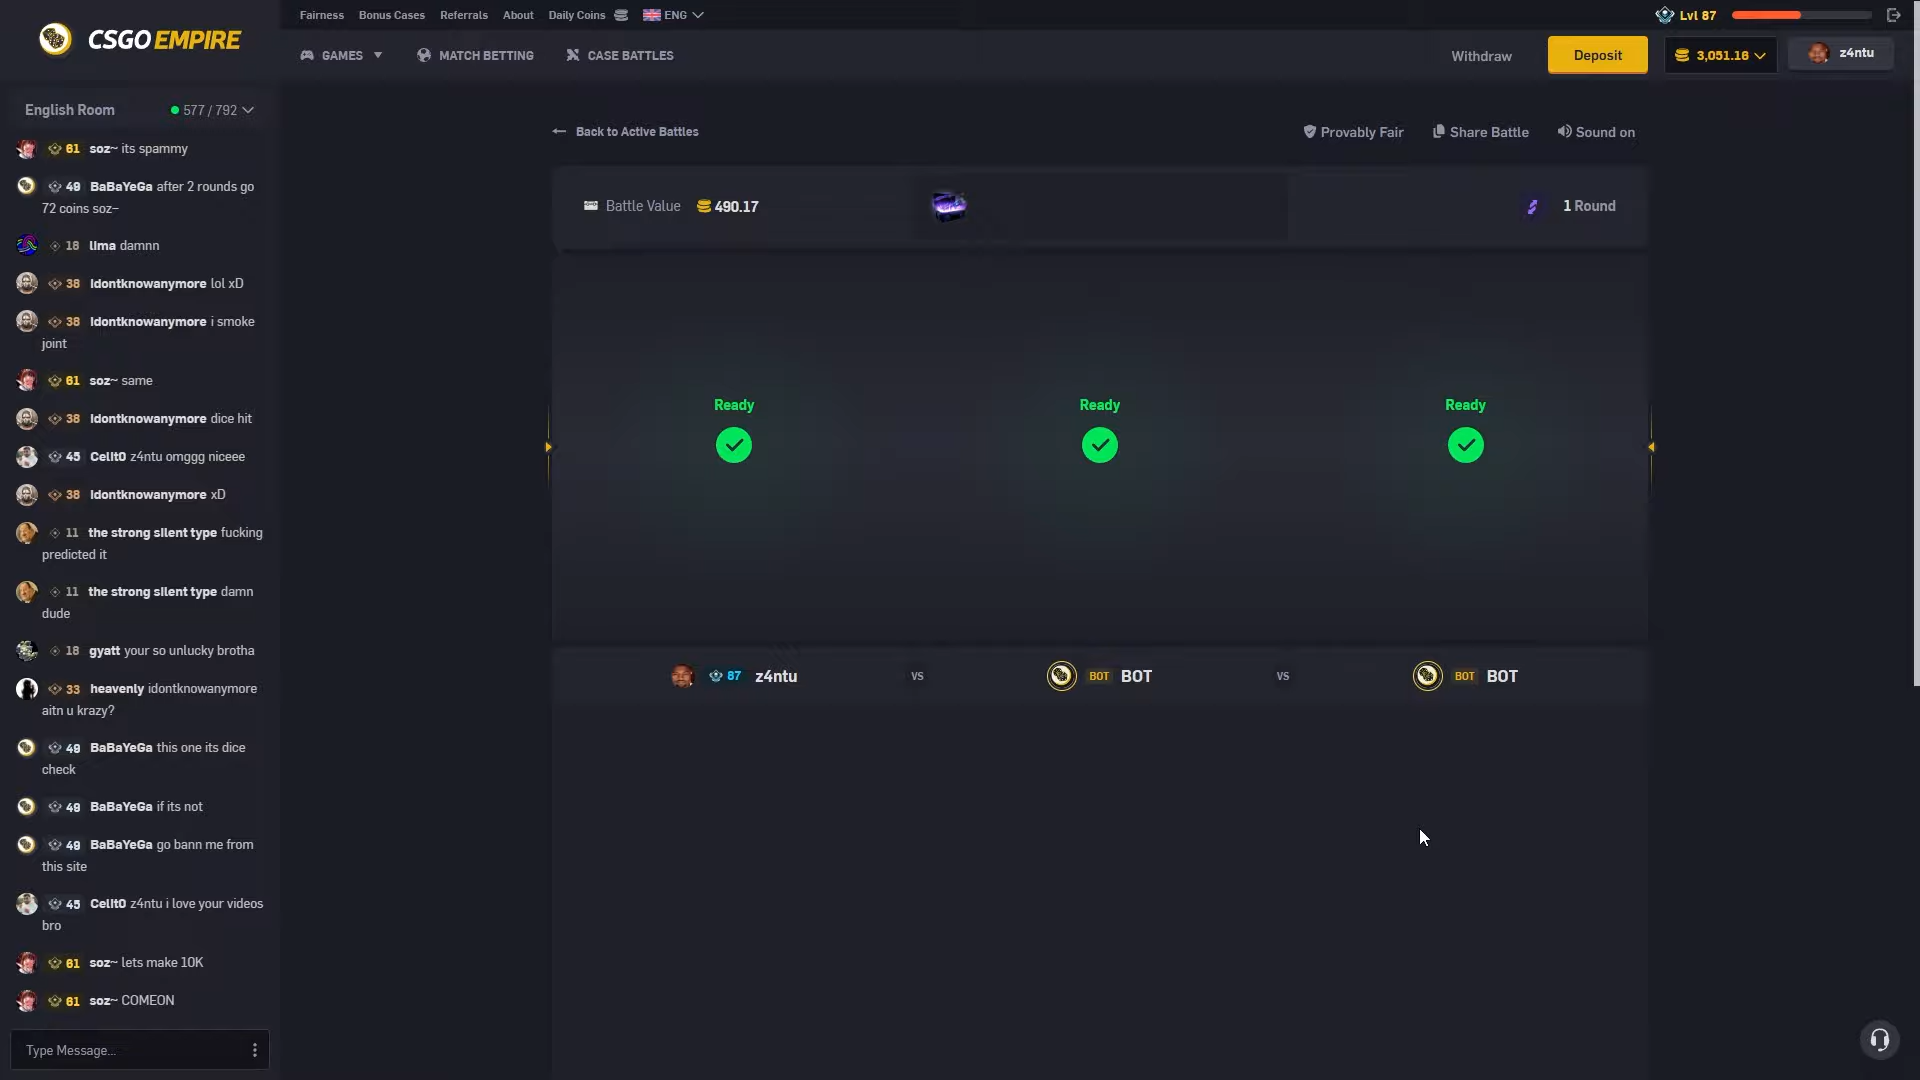 Fairness Bonus Cases Referrals About Daily Coins ENG Lvl 87
CSGOEMPIRE
GAMES MATCH BETTING CASE BATTLES Withdraw Deposit 3,051.16 z4ntu
English Room 577 / 792
61 soz~ its spammy
49 BaBaYeGa after 2 rounds go
72 coins soz~
18 lima damnn
38 Idontknowanymore lol xD
38 Idontknowanymore i smoke
joint
61 soz~ same
38 Idontknowanymore dice hit
45 Celit0 z4ntu omggg niceee
38 Idontknowanymore xD
11 the strong silent type fucking
predicted it
11 the strong silent type damn
dude
18 gyatt your so unlucky brotha
33 heavenly idontknowanymore
aitn u krazy?
49 BaBaYeGa this one its dice
check
49 BaBaYeGa if its not
49 BaBaYeGa go bann me from
this site
45 Celit0 z4ntu i love your videos
bro
61 soz~ lets make 10K
61 soz~ COMEON
Type Message...
Back to Active Battles Provably Fair Share Battle Sound on
Battle Value 490.17 1 Round
Ready Ready Ready
87 z4ntu VS BOT BOT VS BOT BOT